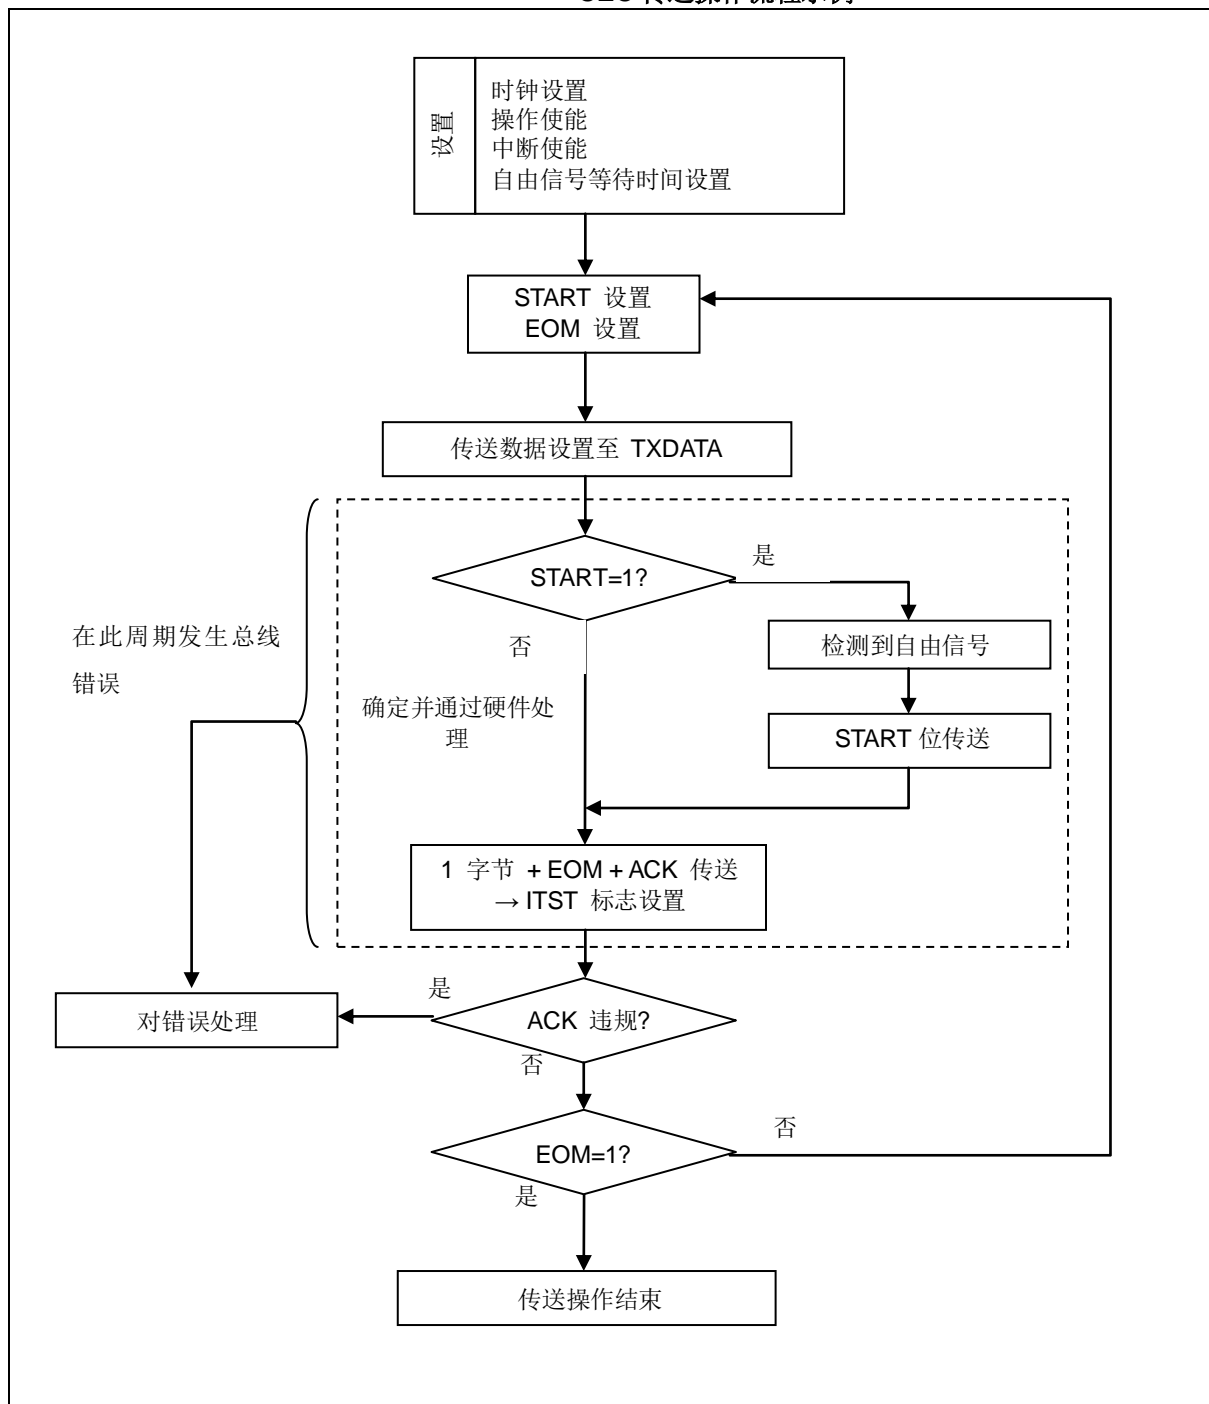 设置
时钟设置
操作使能
中断使能
自由信号等待时间设置
START 设置
EOM 设置
传送数据设置至 TXDATA
START=1?
是
否
检测到自由信号
START 位传送
在此周期发生总线
错误
确定并通过硬件处
理
1 字节 + EOM + ACK 传送
→ ITST 标志设置
是
ACK 违规?
对错误处理
否
EOM=1?
否
是
传送操作结束